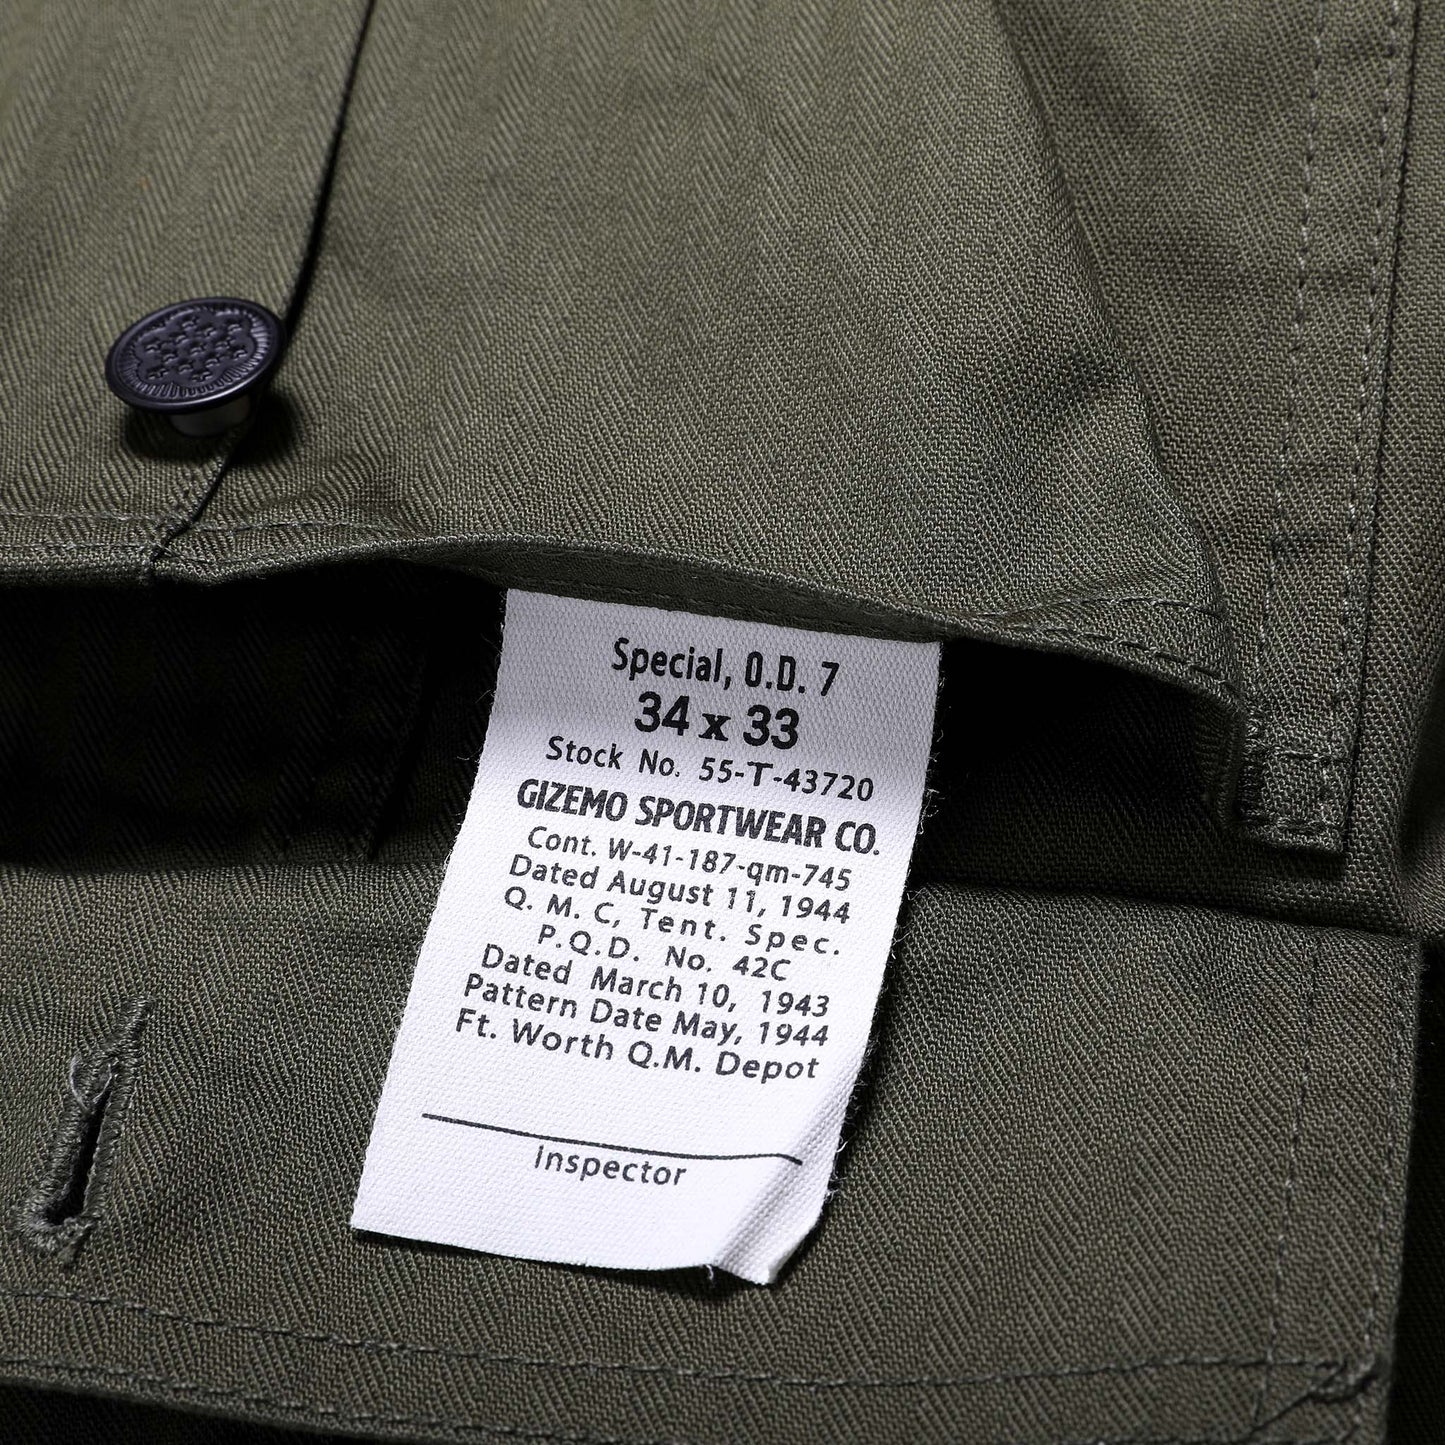 Special, O.D. 7
34 x 33
Stock No. 55-T-43720
GIZEMO SPORTWEAR CO.
Cont. W-41-187-qm-745
Dated August 11, 1944
Q. M. C, Tent. Spec.
P.Q.D. No. 42C
Dated March 10, 1943
Pattern Date May, 1944
Ft. Worth Q.M. Depot
Inspector